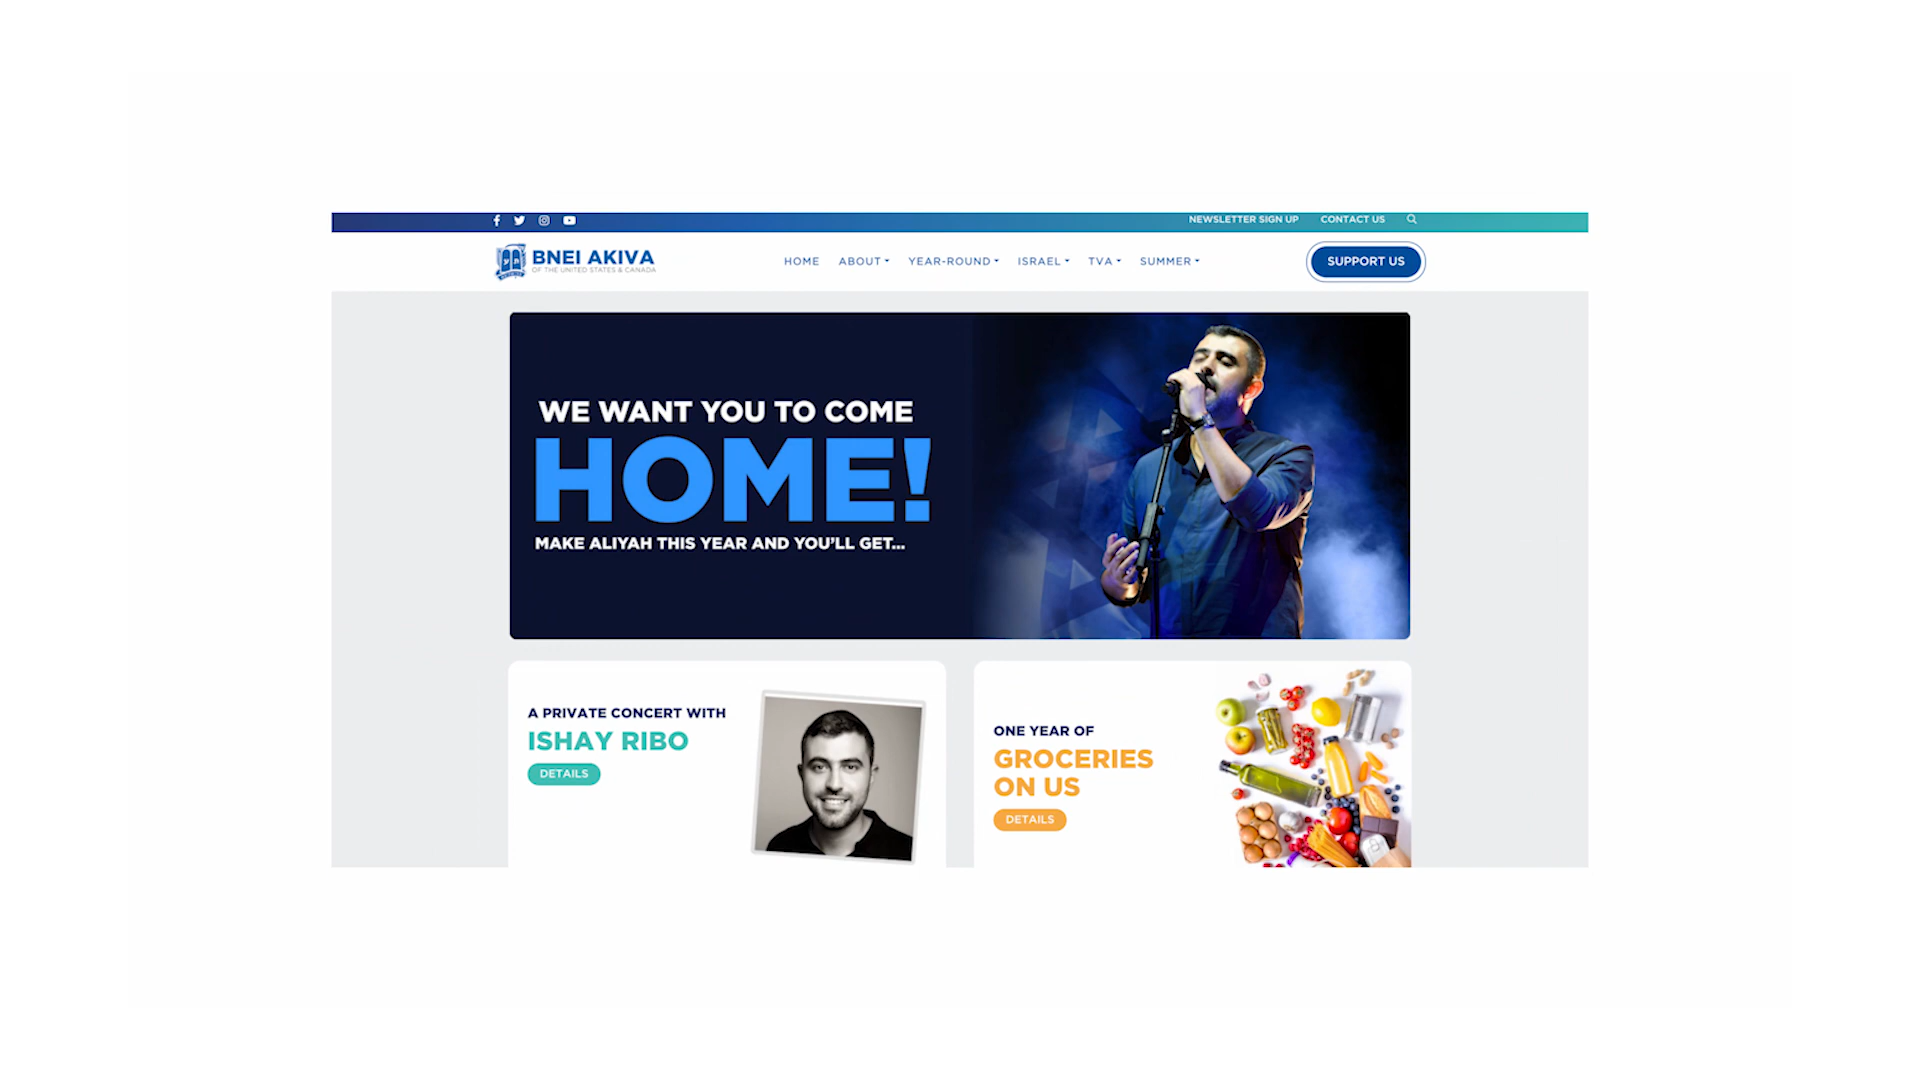 NEWSLETTER SIGN UP CONTACT US
BNEI AKIVA
OF THE UNITED STATES & CANADA
HOME ABOUT YEAR-ROUND ISRAEL TVA SUMMER
SUPPORT US
WE WANT YOU TO COME
HOME!
MAKE ALIYAH THIS YEAR AND YOU'LL GET...
A PRIVATE CONCERT WITH
ISHAY RIBO
DETAILS
ONE YEAR OF
GROCERIES
ON US
DETAILS